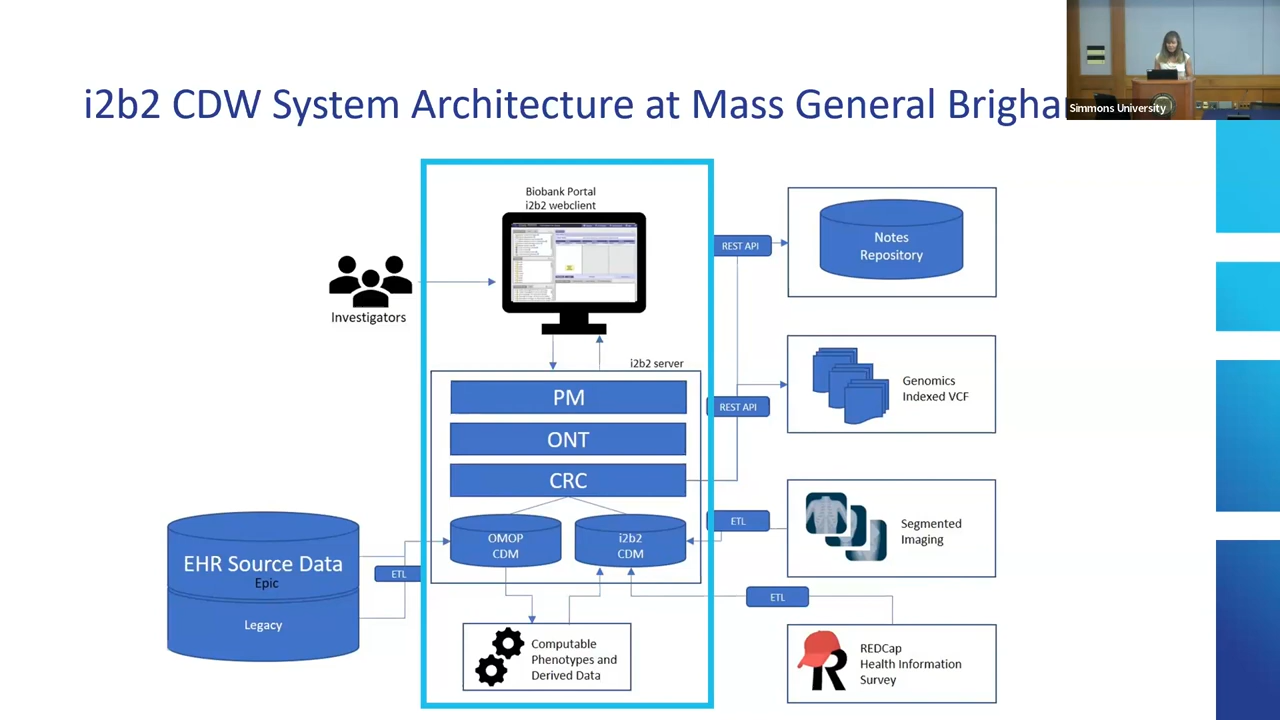 i2b2 CDW System Architecture at Mass General Brigha
Simmons University
Biobank Portal
i2b2 webclient
Investigators
i2b2 server
PM
ONT
CRC
OMOP
CDM
i2b2
CDM
EHR Source Data
Epic
Legacy
ETL
Computable
Phenotypes and
Derived Data
REST API
Notes
Repository
REST API
Genomics
Indexed VCF
ETL
Segmented
Imaging
ETL
REDCap
Health Information
Survey